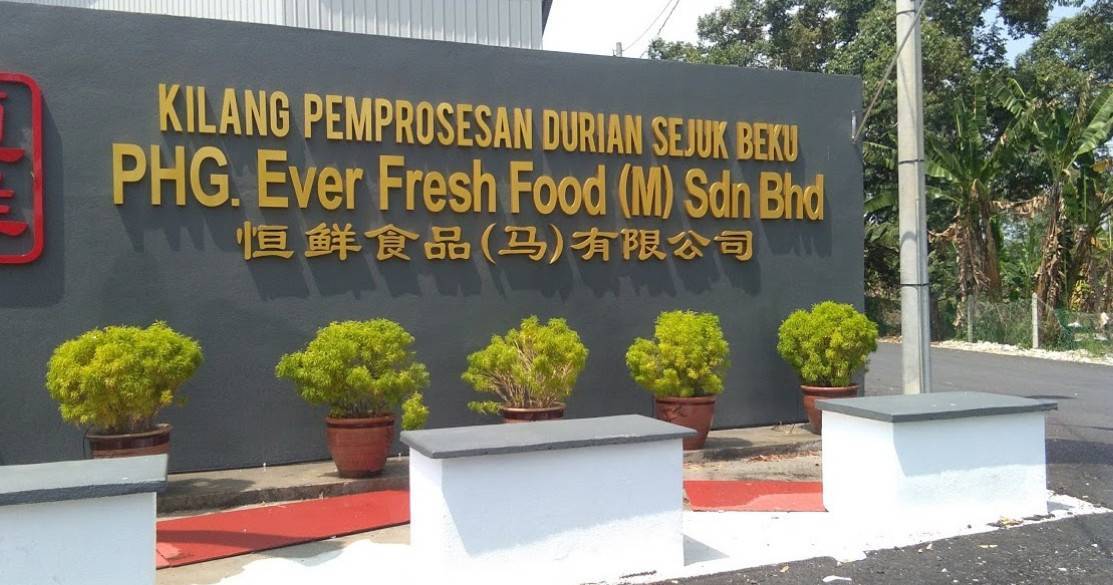 KILANG PEMPROSESAN DURIAN SEJUK BEKU
PHG. Ever Fresh Food (M) Sdn Bhd
恒鲜食品(马)有限公司